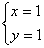 x = 1
y = 1